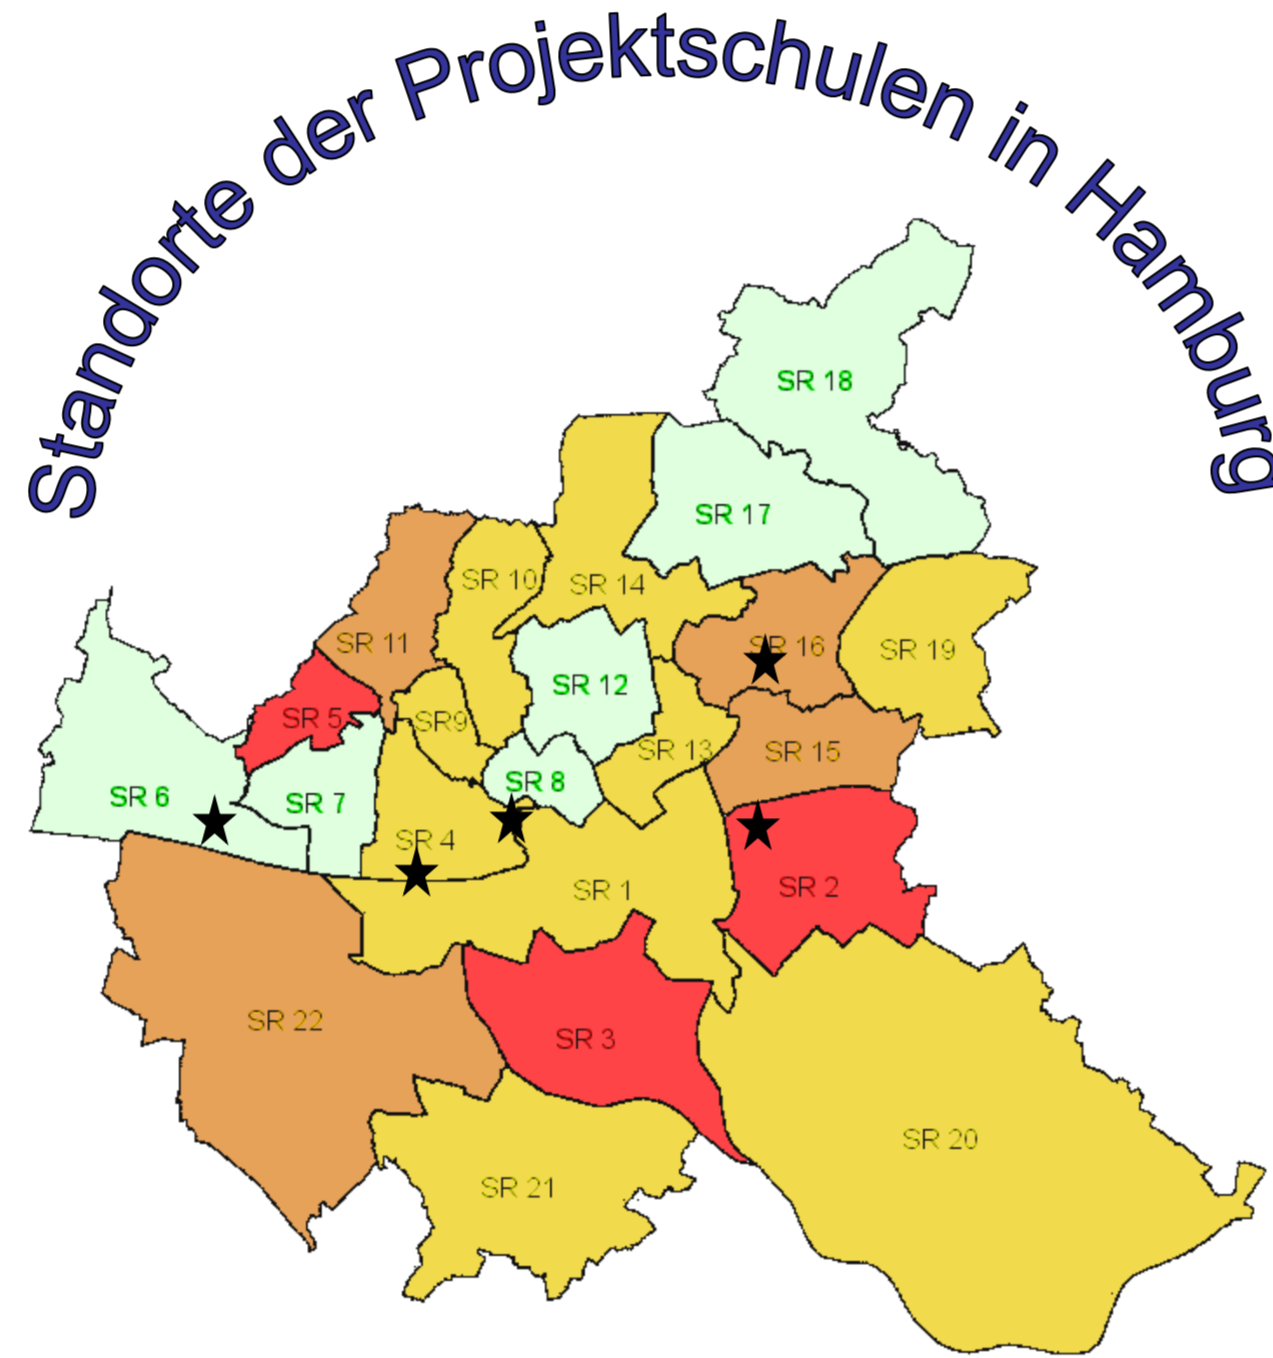 Standorte der Projektschulen in Hamburg
SR 18
SR 17
SR 10
SR 14
SR 11
SR 16
SR 19
SR 12
SR 5
SR9
SR 13
SR 15
SR 8
SR 6
SR 7
SR 4
SR 2
SR 1
SR 22
SR 3
SR 20
SR 21